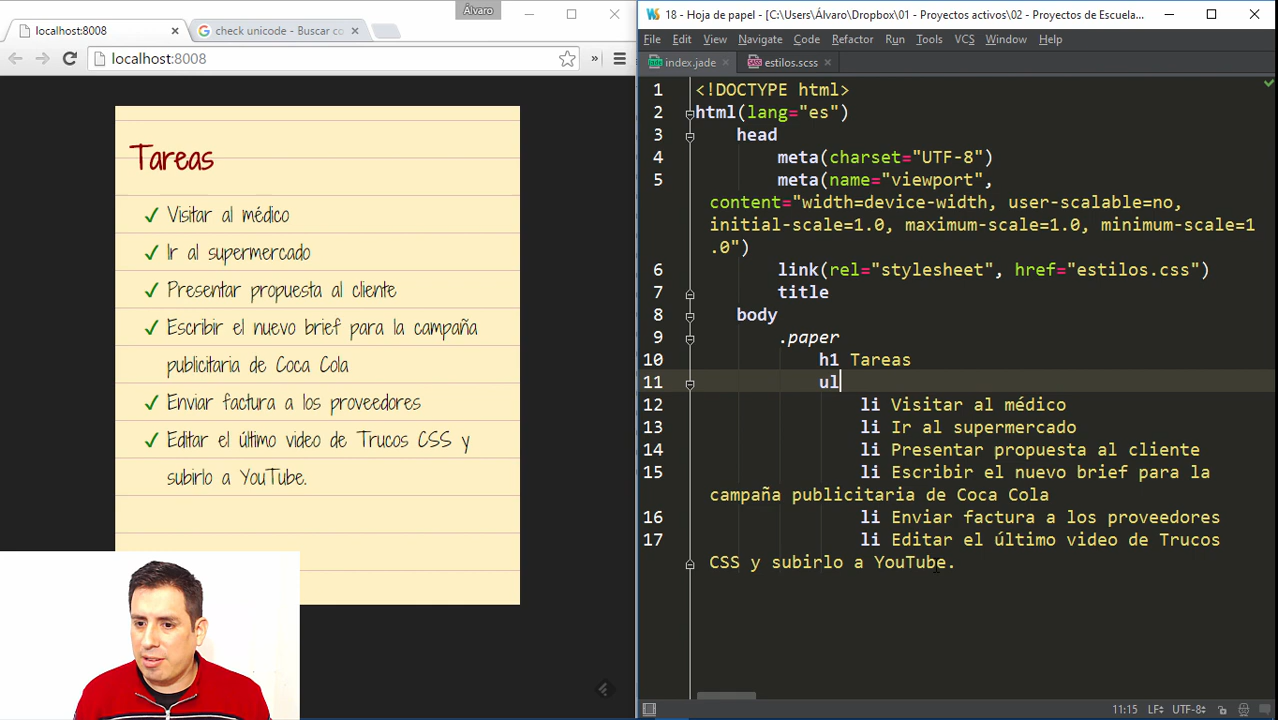 Álvaro
localhost:8008
check unicode - Buscar co
localhost:8008
Tareas
✓ Visitar al médico
✓ Ir al supermercado
✓ Presentar propuesta al cliente
✓ Escribir el nuevo brief para la campaña
publicitaria de Coca Cola
✓ Enviar factura a los proveedores
✓ Editar el último video de Trucos CSS y
subirlo a YouTube.
18 - Hoja de papel - [C:\Users\Álvaro\Dropbox\01 - Proyectos activos\02 - Proyectos de Escuela...
File Edit View Navigate Code Refactor Run Tools VCS Window Help
index.jade estilos.scss
1 <!DOCTYPE html>
2 html(lang="es")
3 head
4 meta(charset="UTF-8")
5 meta(name="viewport",
content="width=device-width, user-scalable=no,
initial-scale=1.0, maximum-scale=1.0, minimum-scale=1
.0")
6 link(rel="stylesheet", href="estilos.css")
7 title
8 body
9 .paper
10 h1 Tareas
11 ul
12 li Visitar al médico
13 li Ir al supermercado
14 li Presentar propuesta al cliente
15 li Escribir el nuevo brief para la
campaña publicitaria de Coca Cola
16 li Enviar factura a los proveedores
17 li Editar el último video de Trucos
CSS y subirlo a YouTube.
11:15 LF÷ UTF-8÷